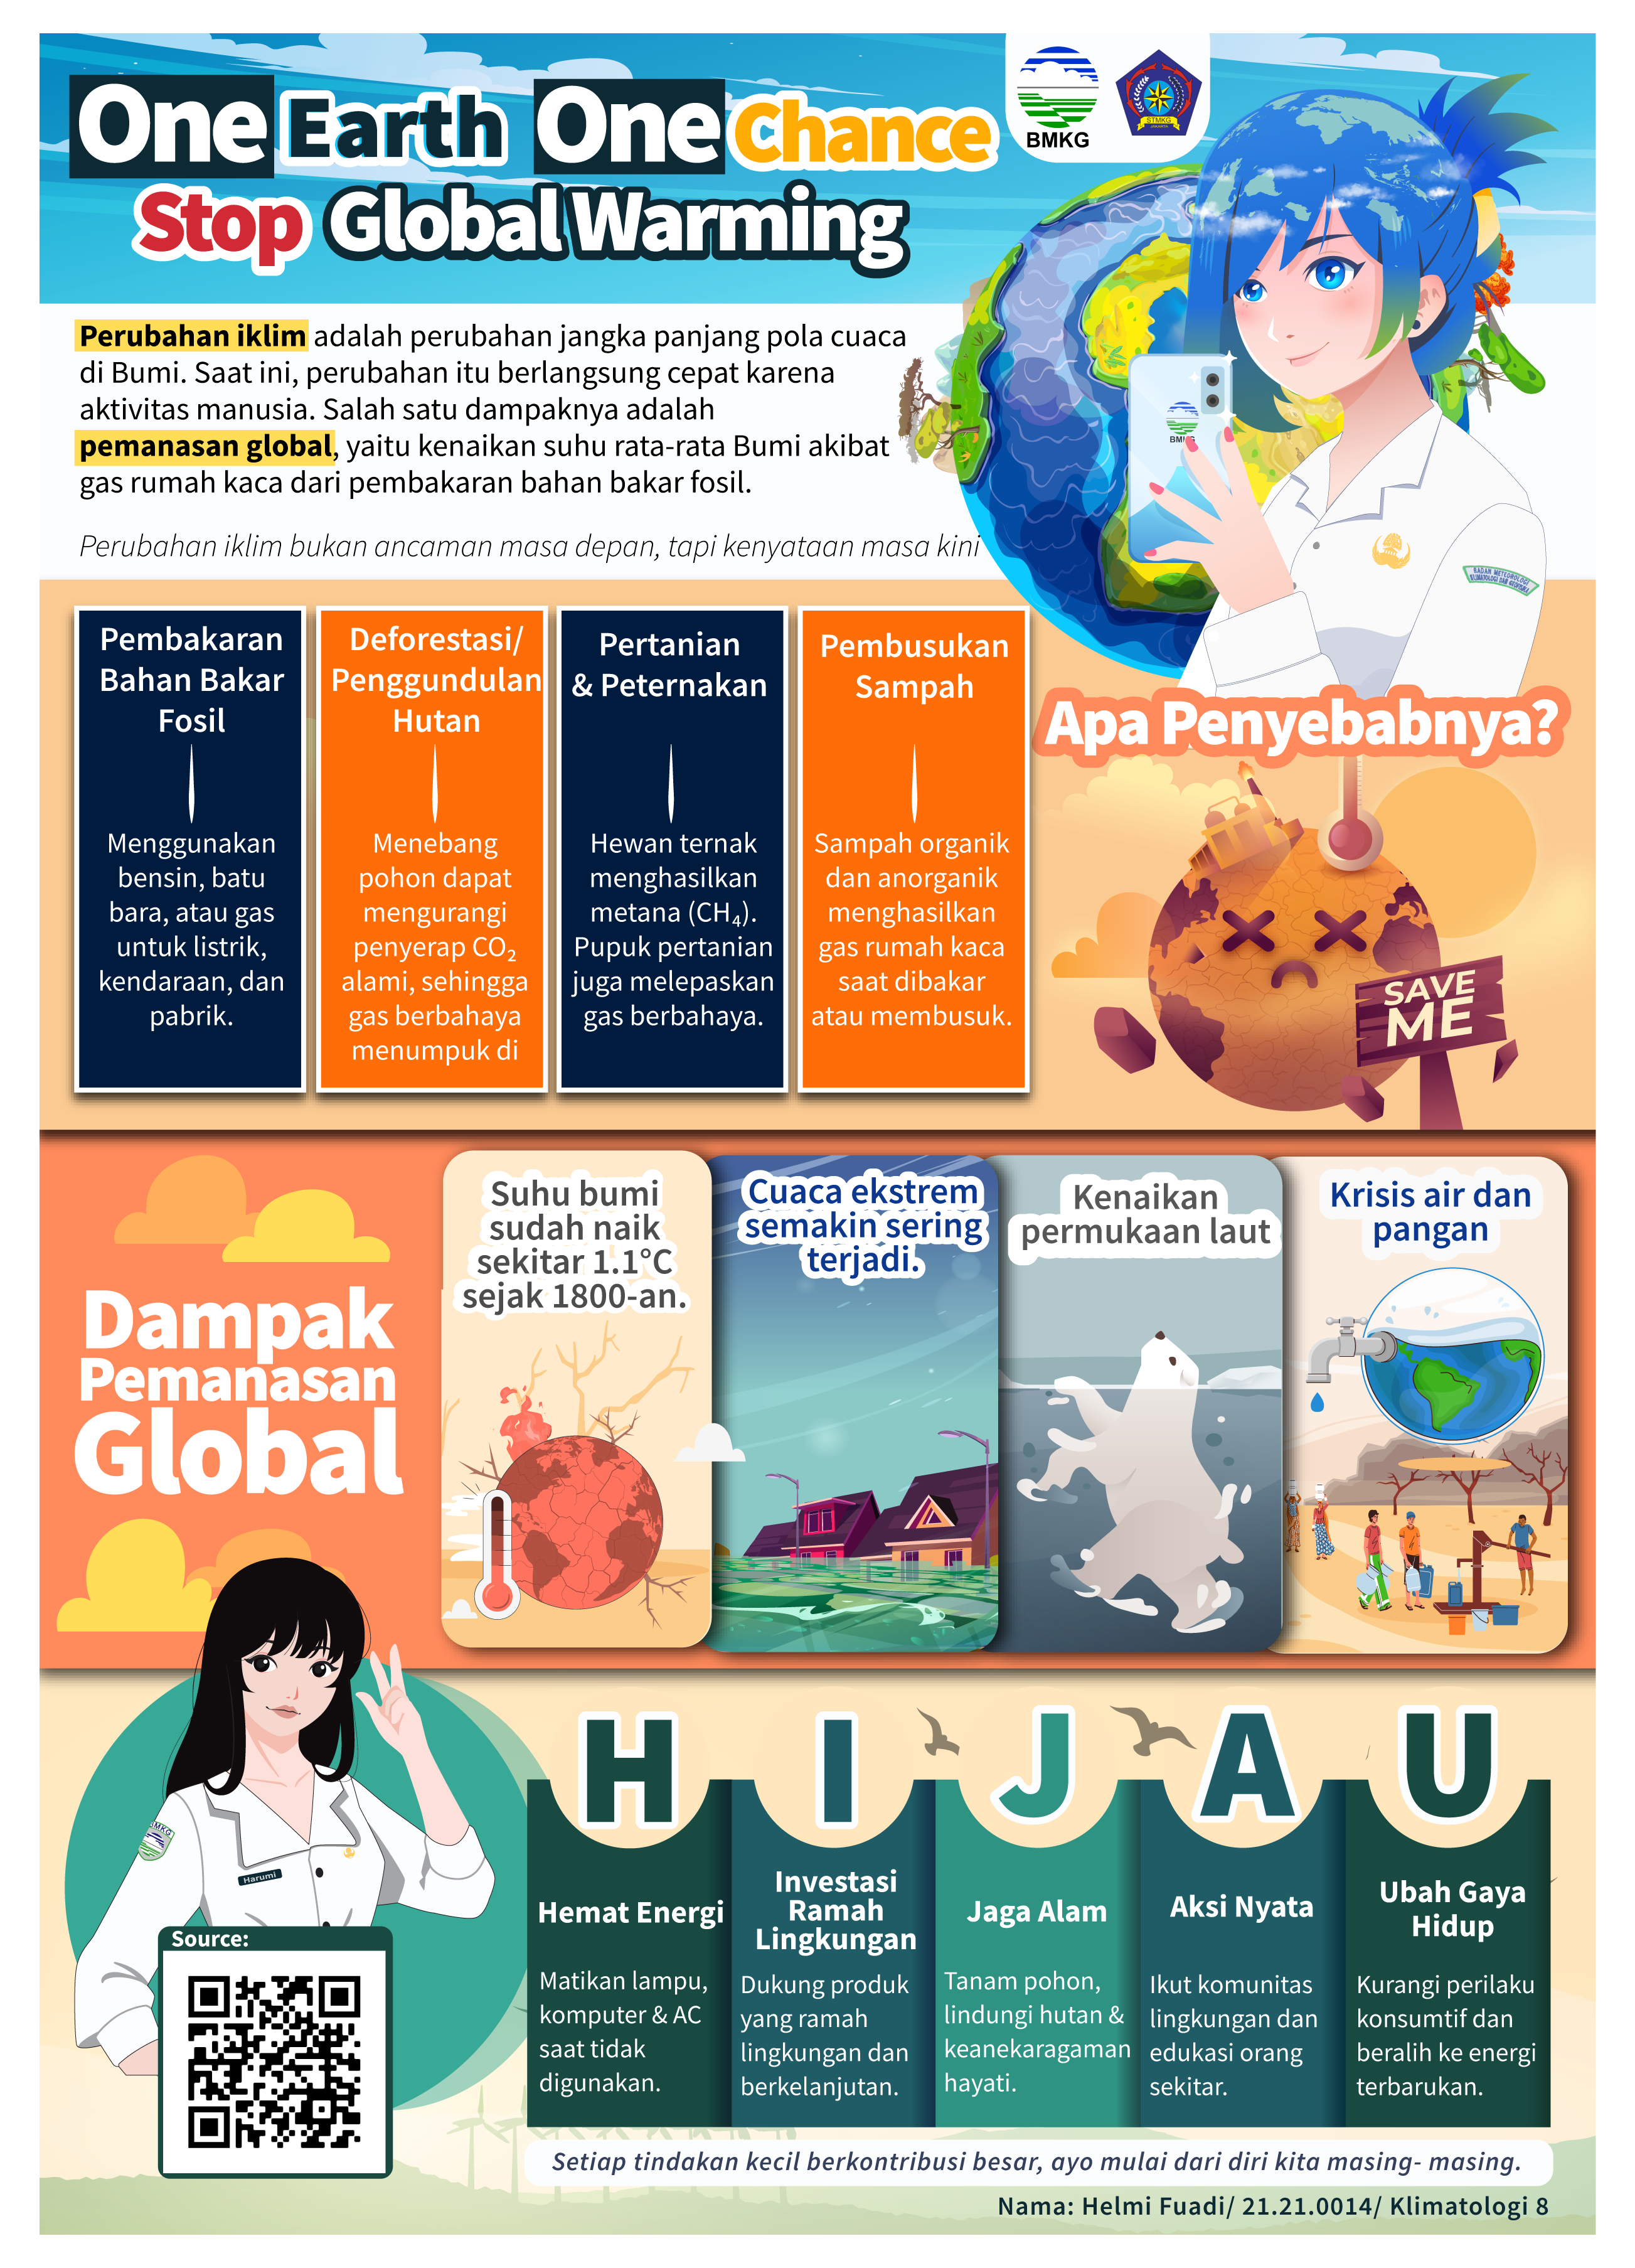 One Earth One Chance
Stop Global Warming
BMKG
STMKG
JAKARTA
Perubahan iklim adalah perubahan jangka panjang pola cuaca
di Bumi. Saat ini, perubahan itu berlangsung cepat karena
aktivitas manusia. Salah satu dampaknya adalah
pemanasan global, yaitu kenaikan suhu rata-rata Bumi akibat
gas rumah kaca dari pembakaran bahan bakar fosil.
Perubahan iklim bukan ancaman masa depan, tapi kenyataan masa kini
BMKG
BADAN METEOROLOGI
KLIMATOLOGI DAN GEOFISIKA
Apa Penyebabnya?
Pembakaran
Bahan Bakar
Fosil
Menggunakan
bensin, batu
bara, atau gas
untuk listrik,
kendaraan, dan
pabrik.
Deforestasi/
Penggundulan
Hutan
Menebang
pohon dapat
mengurangi
penyerap CO₂
alami, sehingga
gas berbahaya
menumpuk di
Pertanian
& Peternakan
Hewan ternak
menghasilkan
metana (CH₄).
Pupuk pertanian
juga melepaskan
gas berbahaya.
Pembusukan
Sampah
Sampah organik
dan anorganik
menghasilkan
gas rumah kaca
saat dibakar
atau membusuk.
SAVE
ME
Dampak
Pemanasan
Global
Suhu bumi
sudah naik
sekitar 1.1°C
sejak 1800-an.
Cuaca ekstrem
semakin sering
terjadi.
Kenaikan
permukaan laut
Krisis air dan
pangan
BMKG
Harumi
Source:
H I J A U
Hemat Energi
Matikan lampu,
komputer & AC
saat tidak
digunakan.
Investasi
Ramah
Lingkungan
Dukung produk
yang ramah
lingkungan dan
berkelanjutan.
Jaga Alam
Tanam pohon,
lindungi hutan &
keanekaragaman
hayati.
Aksi Nyata
Ikut komunitas
lingkungan dan
edukasi orang
sekitar.
Ubah Gaya
Hidup
Kurangi perilaku
konsumtif dan
beralih ke energi
terbarukan.
Setiap tindakan kecil berkontribusi besar, ayo mulai dari diri kita masing- masing.
Nama: Helmi Fuadi/ 21.21.0014/ Klimatologi 8